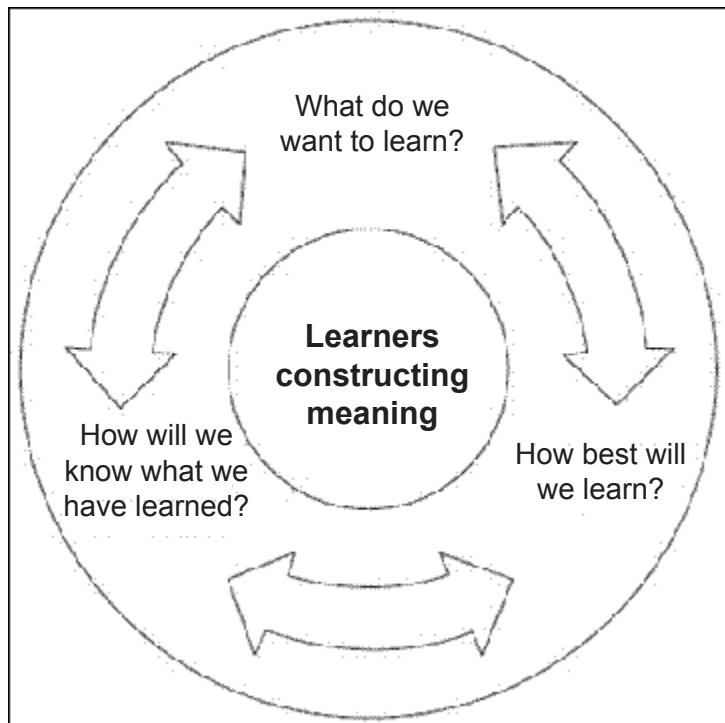 What do we
want to learn?
Learners
constructing
meaning
How will we
know what we
have learned?
How best will
we learn?